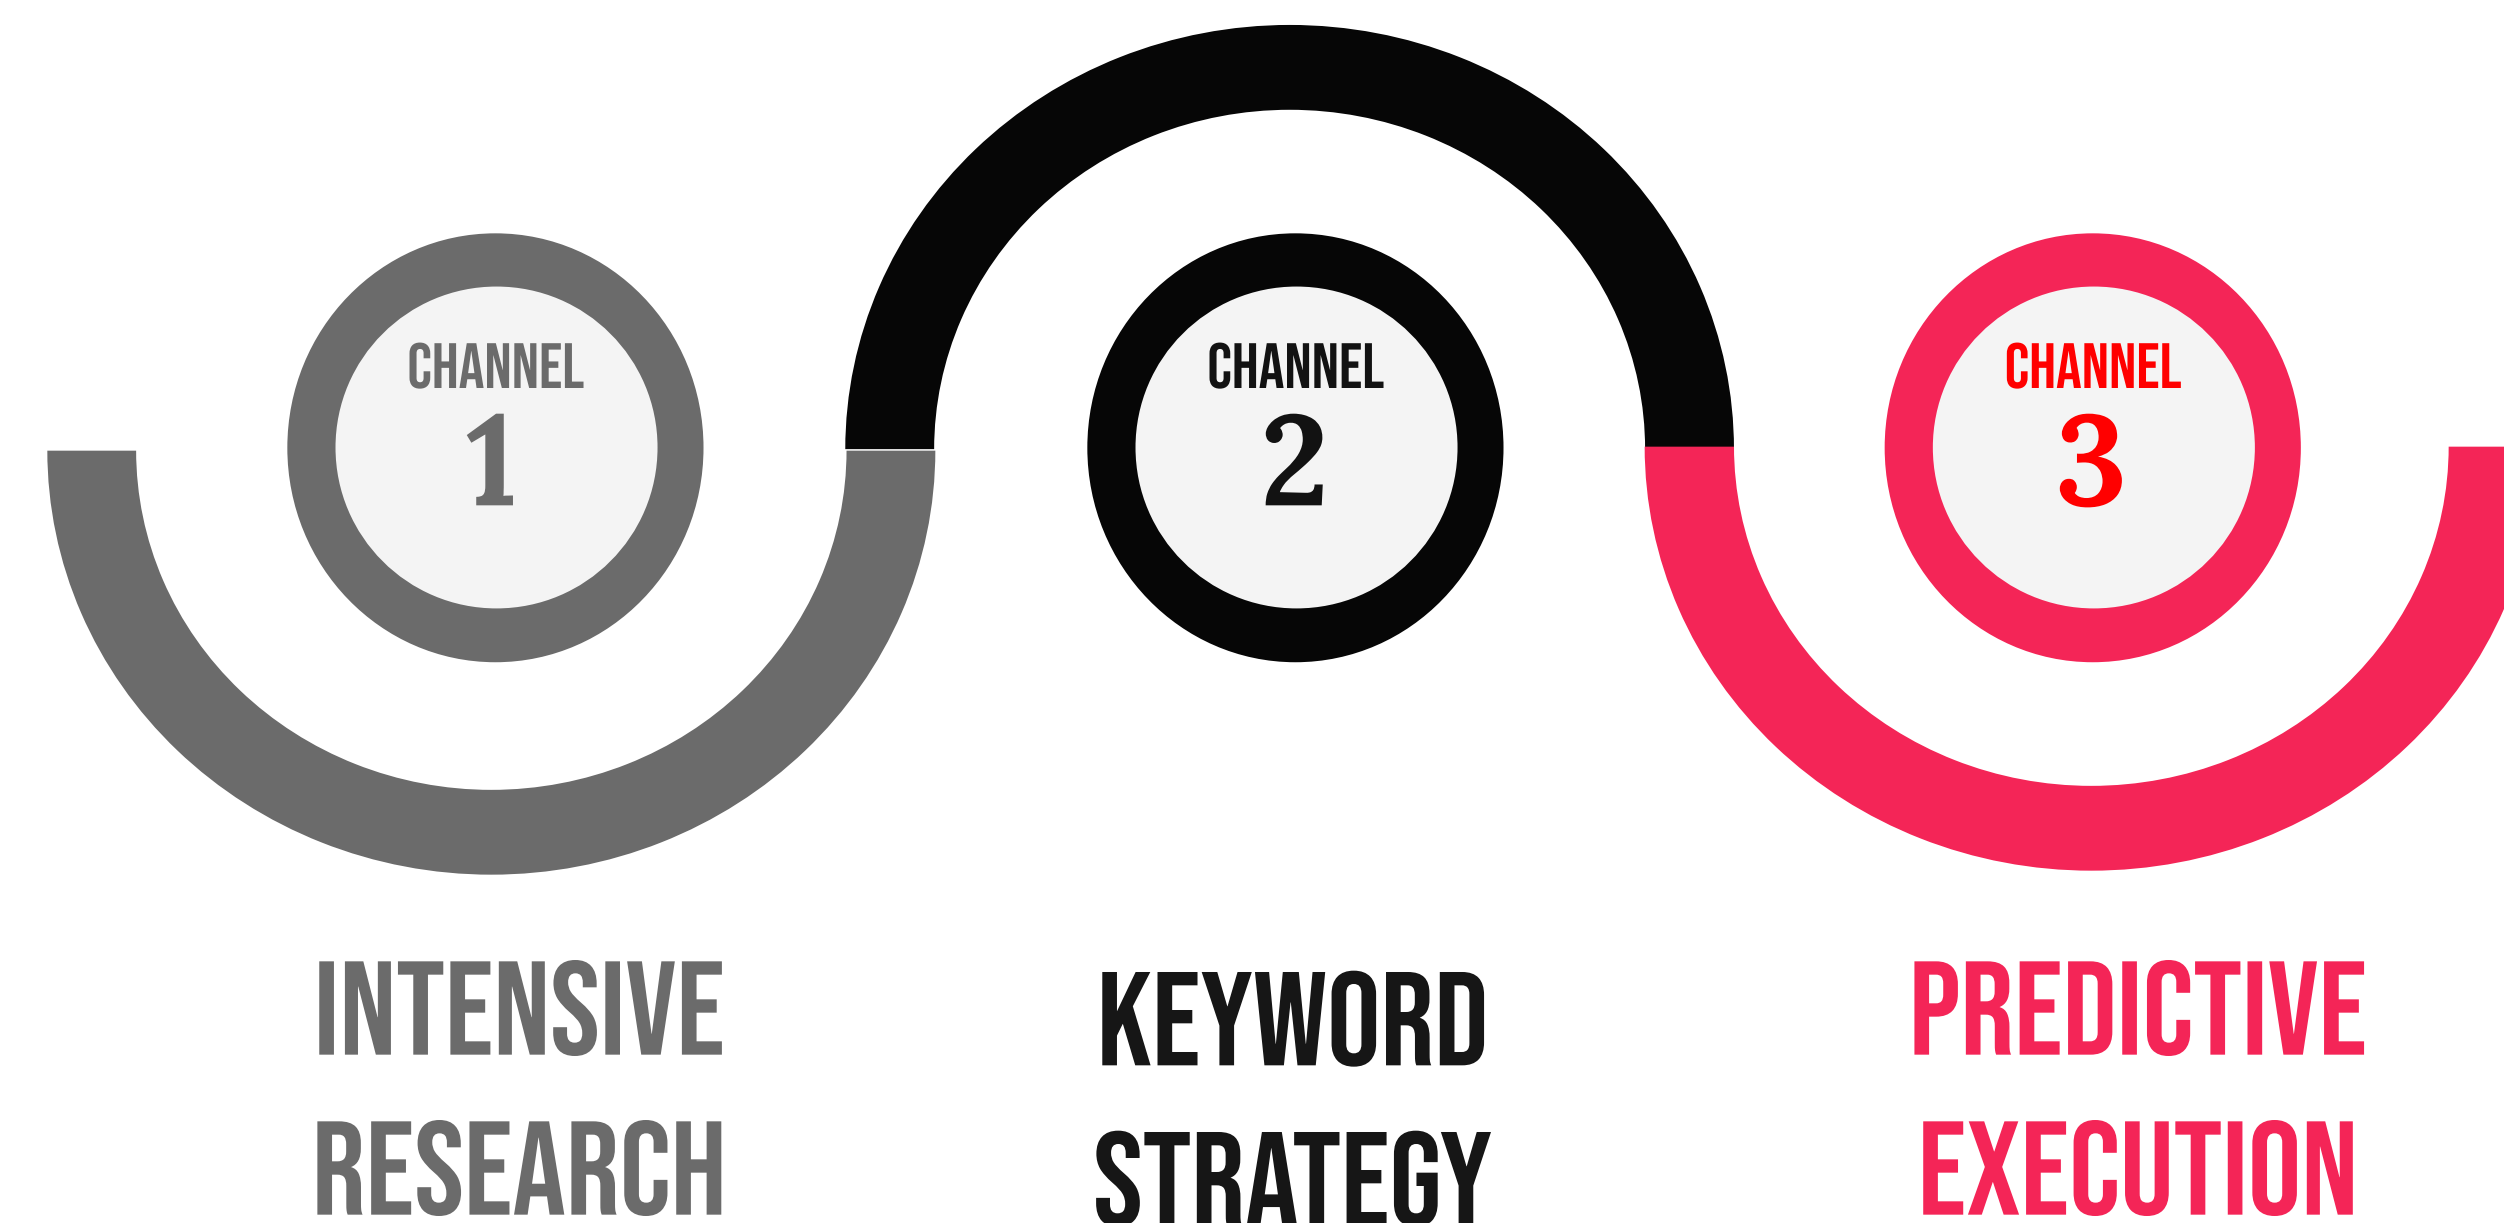 CHANNEL
1
CHANNEL
2
CHANNEL
3
INTENSIVE
RESEARCH
KEYWORD
STRATEGY
PREDICTIVE
EXECUTION